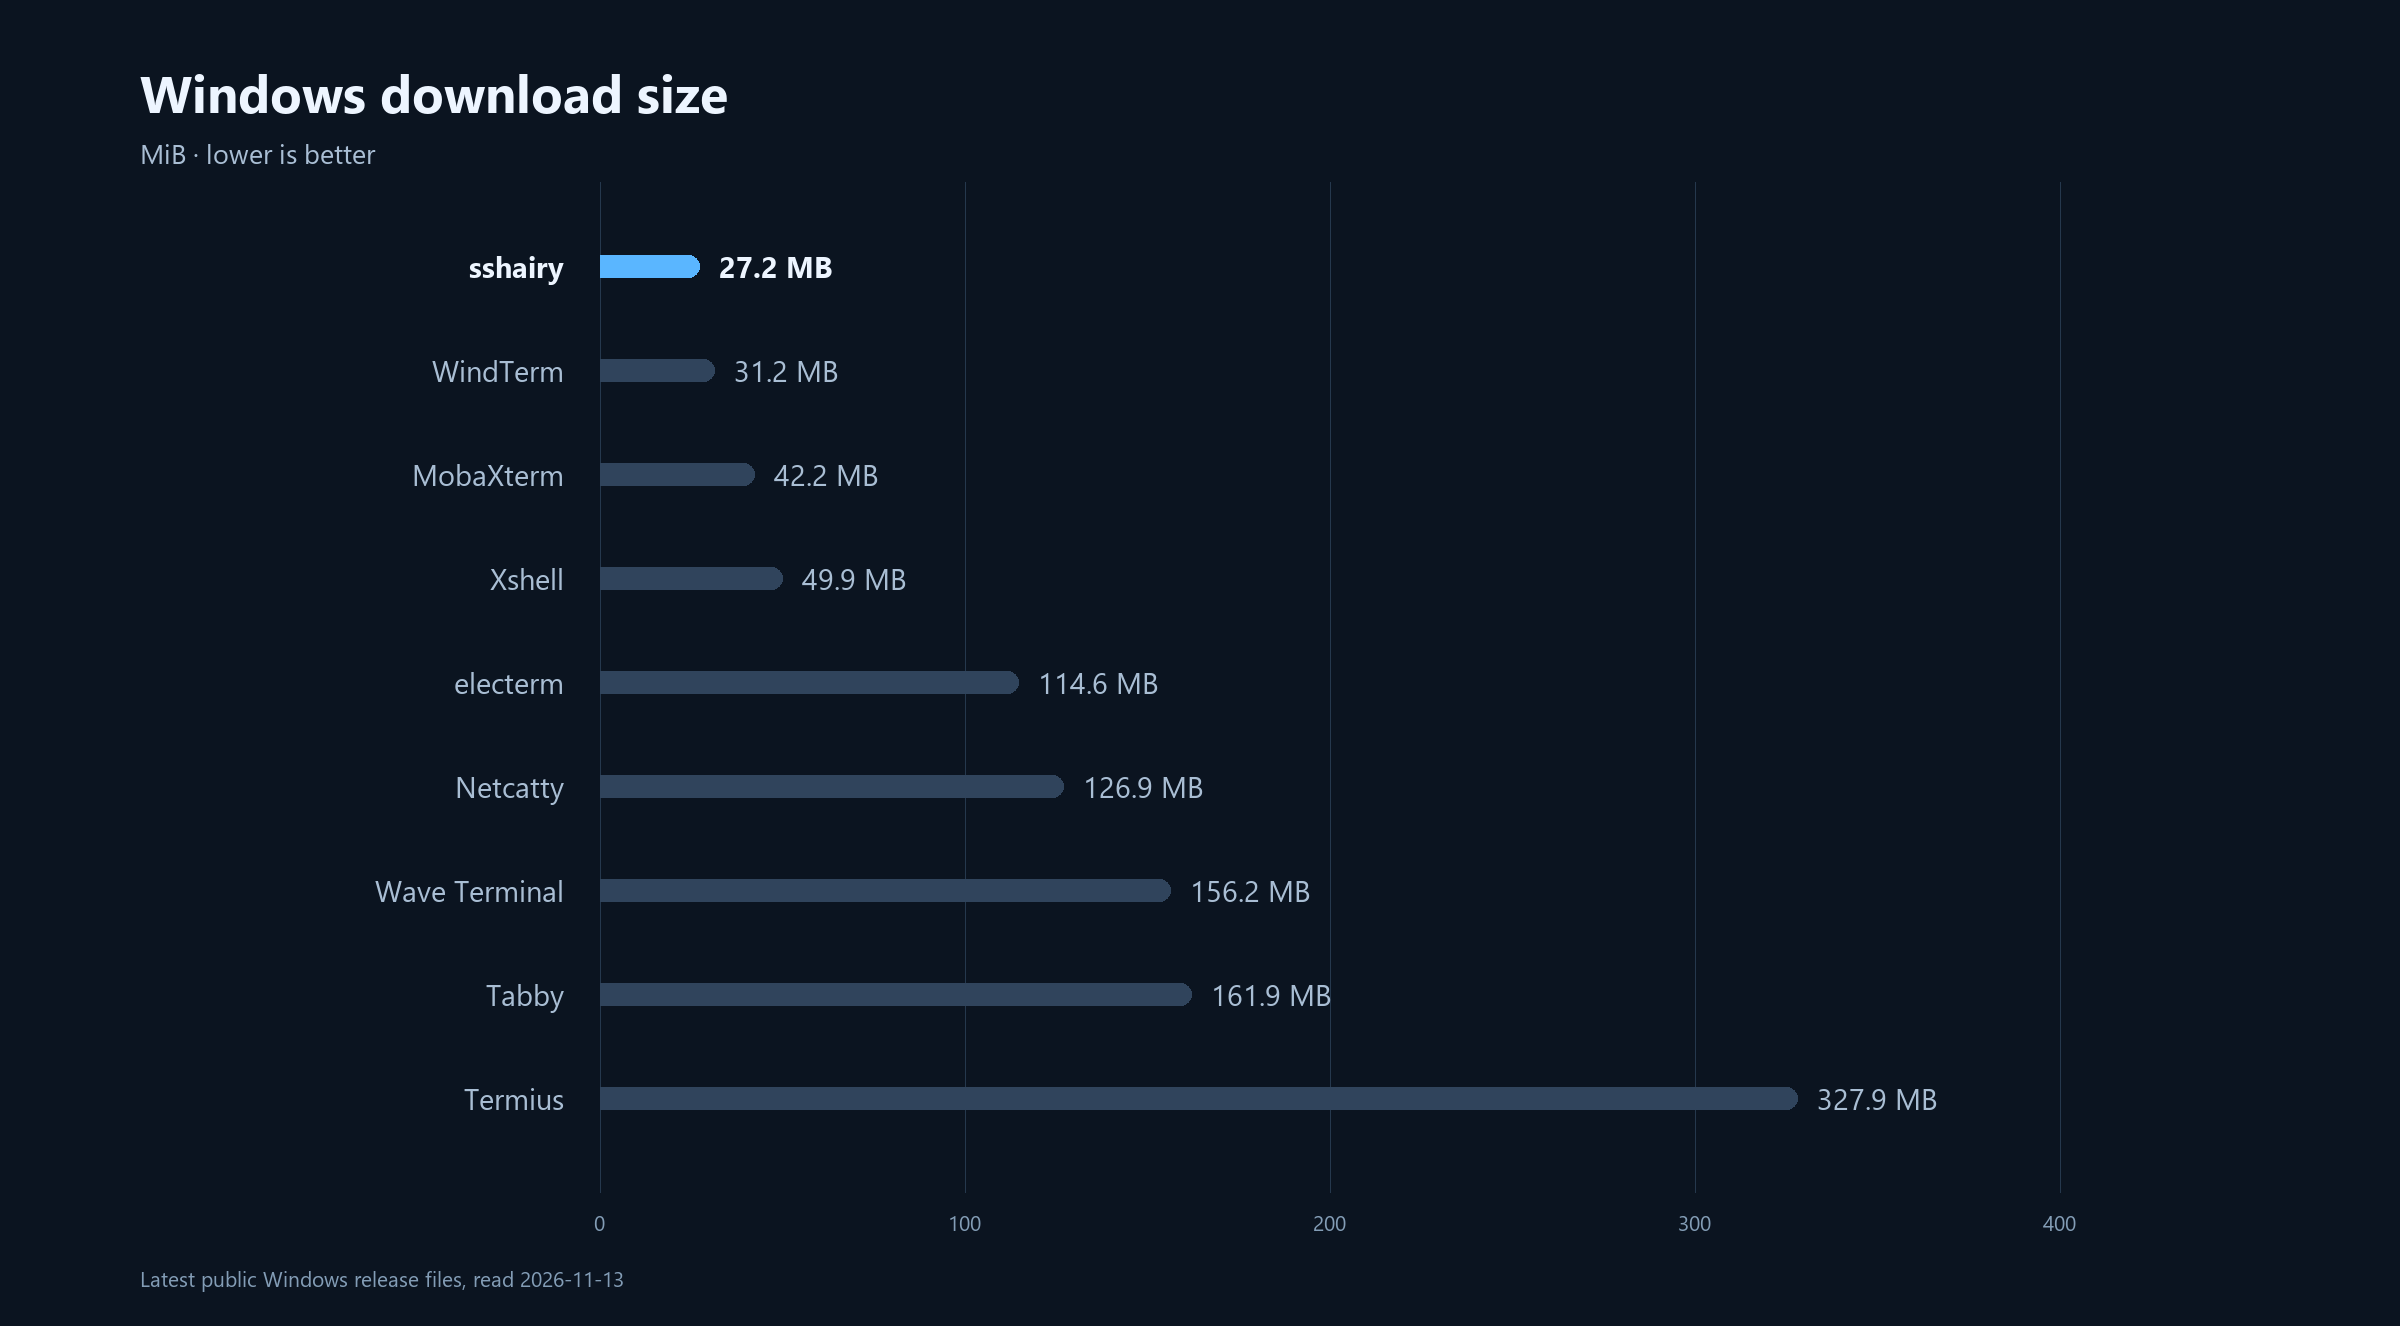 Windows download size
MiB · lower is better
sshairy 27.2 MB
WindTerm 31.2 MB
MobaXterm 42.2 MB
Xshell 49.9 MB
electerm 114.6 MB
Netcatty 126.9 MB
Wave Terminal 156.2 MB
Tabby 161.9 MB
Termius 327.9 MB
0 100 200 300 400
Latest public Windows release files, read 2026-11-13